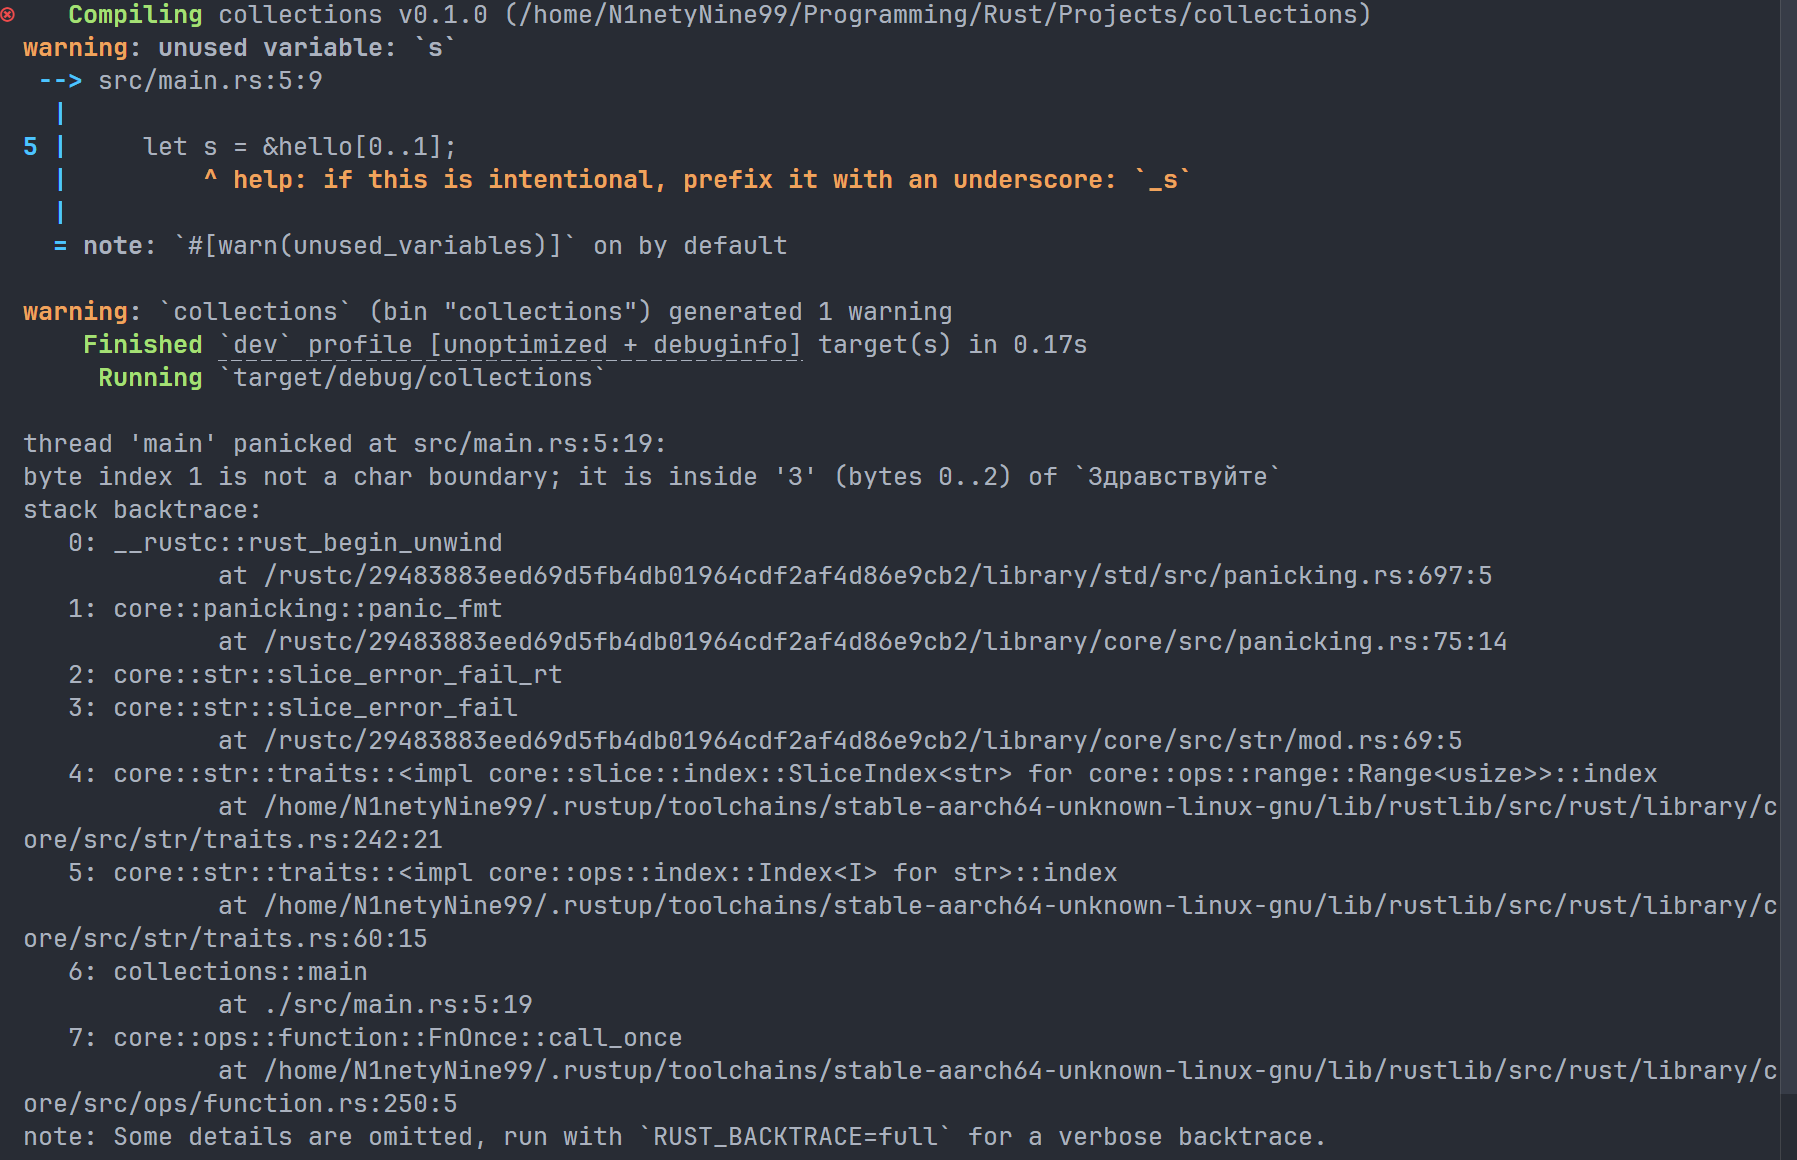 Compiling collections v0.1.0 (/home/N1netyNine99/Programming/Rust/Projects/collections)
warning: unused variable: `s`
 --> src/main.rs:5:9
  |
5 |     let s = &hello[0..1];
  |         ^ help: if this is intentional, prefix it with an underscore: `_s`
  |
  = note: `#[warn(unused_variables)]` on by default

warning: `collections` (bin "collections") generated 1 warning
    Finished `dev` profile [unoptimized + debuginfo] target(s) in 0.17s
     Running `target/debug/collections`

thread 'main' panicked at src/main.rs:5:19:
byte index 1 is not a char boundary; it is inside 'З' (bytes 0..2) of `Здравствуйте`
stack backtrace:
   0: __rustc::rust_begin_unwind
             at /rustc/29483883eed69d5fb4db01964cdf2af4d86e9cb2/library/std/src/panicking.rs:697:5
   1: core::panicking::panic_fmt
             at /rustc/29483883eed69d5fb4db01964cdf2af4d86e9cb2/library/core/src/panicking.rs:75:14
   2: core::str::slice_error_fail_rt
   3: core::str::slice_error_fail
             at /rustc/29483883eed69d5fb4db01964cdf2af4d86e9cb2/library/core/src/str/mod.rs:69:5
   4: core::str::traits::<impl core::slice::index::SliceIndex<str> for core::ops::range::Range<usize>>::index
             at /home/N1netyNine99/.rustup/toolchains/stable-aarch64-unknown-linux-gnu/lib/rustlib/src/rust/library/c
ore/src/str/traits.rs:242:21
   5: core::str::traits::<impl core::ops::index::Index<I> for str>::index
             at /home/N1netyNine99/.rustup/toolchains/stable-aarch64-unknown-linux-gnu/lib/rustlib/src/rust/library/c
ore/src/str/traits.rs:60:15
   6: collections::main
             at ./src/main.rs:5:19
   7: core::ops::function::FnOnce::call_once
             at /home/N1netyNine99/.rustup/toolchains/stable-aarch64-unknown-linux-gnu/lib/rustlib/src/rust/library/c
ore/src/ops/function.rs:250:5
note: Some details are omitted, run with `RUST_BACKTRACE=full` for a verbose backtrace.